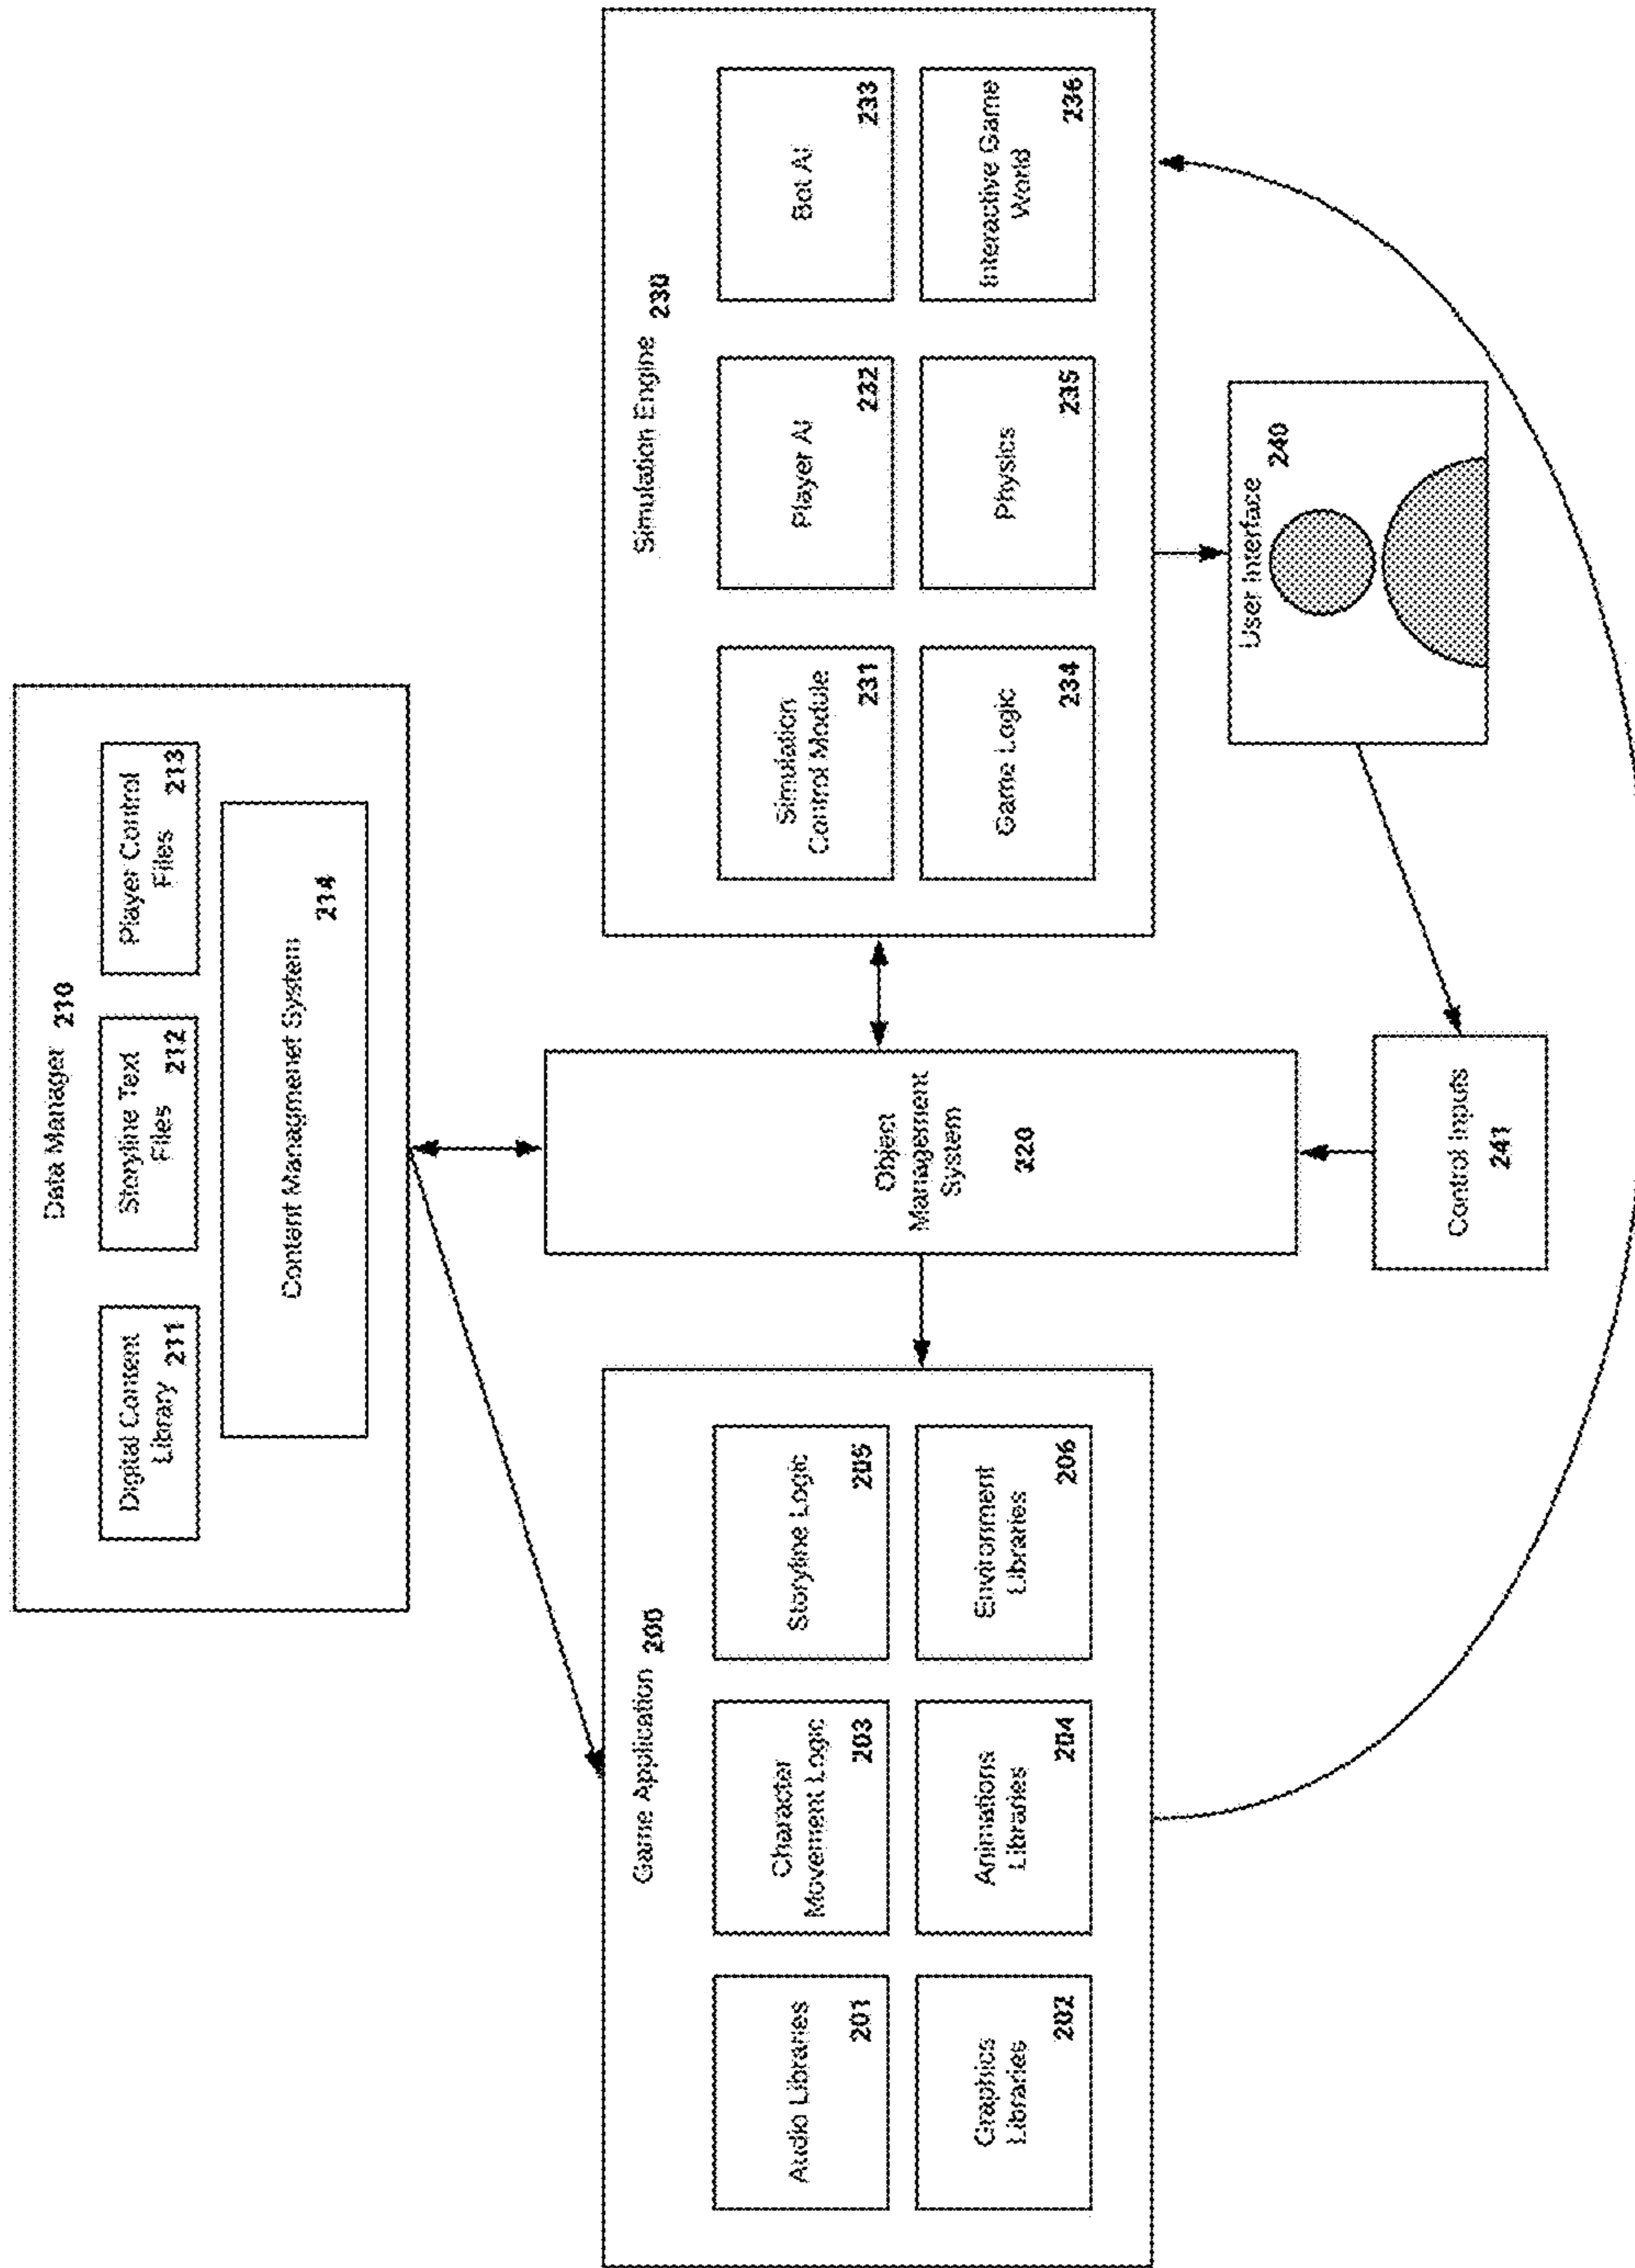 Data Manager 210
Digital Content
Library 211
Storyline Text
Files 212
Player Control
Files 213
Content Managmenet System 214
Game Application 200
Audio Libraries
201
Character
Movement Logic
203
Storyline Logic
205
Graphics
Libraries
202
Animations
Libraries
204
Environment
Libraries
206
Object
Management
System
320
Simulation Engine 230
Simulation
Control Module
231
Player AI
232
Bot AI
233
Game Logic
234
Physics
235
Interactive Game
World
236
Control Inputs
241
User Interface 240